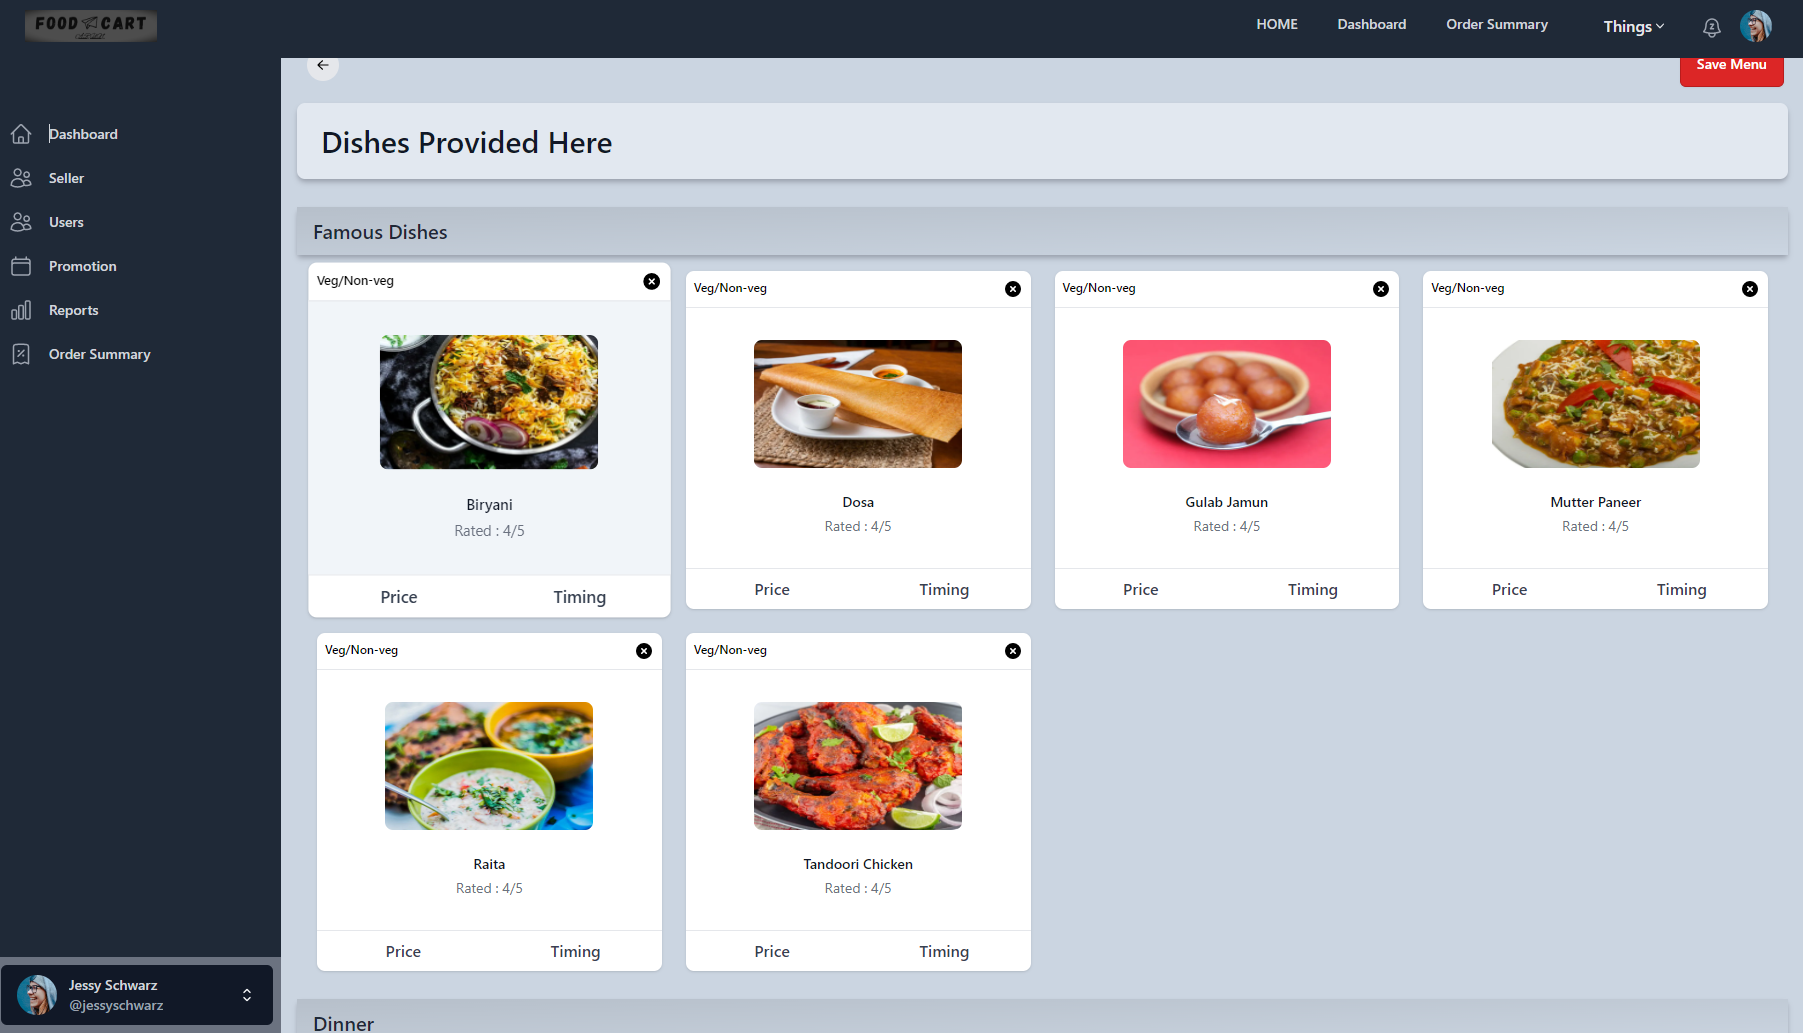 FOOD CART
HOME
Dashboard
Order Summary
Things
Save Menu
Dashboard
Seller
Users
Promotion
Reports
Order Summary
Dishes Provided Here
Famous Dishes
Veg/Non-veg
Biryani
Rated : 4/5
Price
Timing
Veg/Non-veg
Dosa
Rated : 4/5
Price
Timing
Veg/Non-veg
Gulab Jamun
Rated : 4/5
Price
Timing
Veg/Non-veg
Mutter Paneer
Rated : 4/5
Price
Timing
Veg/Non-veg
Raita
Rated : 4/5
Price
Timing
Veg/Non-veg
Tandoori Chicken
Rated : 4/5
Price
Timing
Dinner
Jessy Schwarz
@jessyschwarz